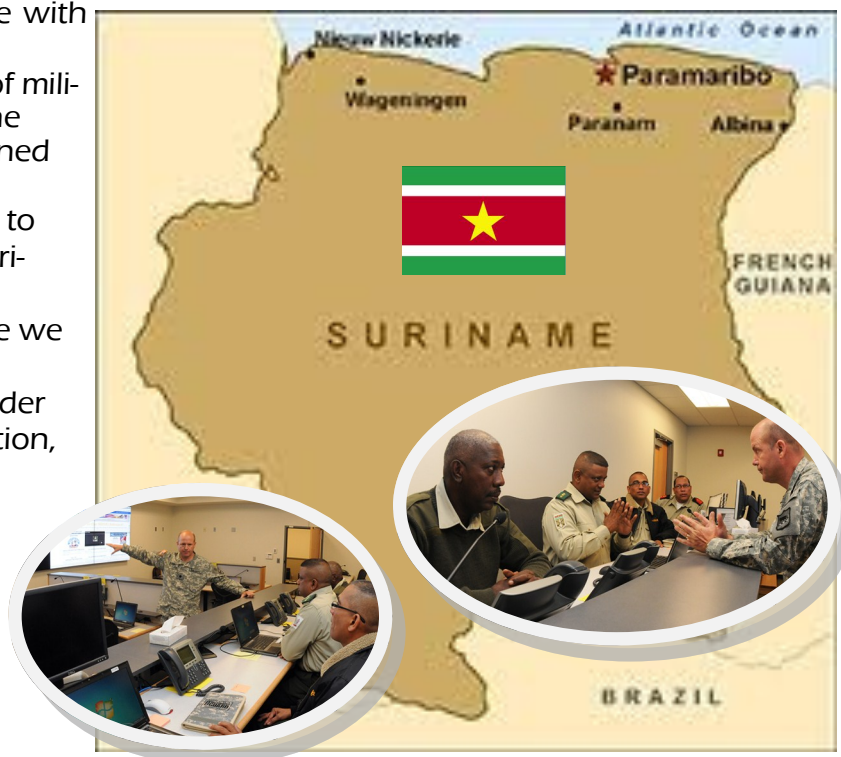 e with
of mili-
ne
ned
to
ri-
e we
der
tion,
Atlantic Ocean
Nieuw Nickerie
Paramaribo
Wageningen
Paranam
Albina
FRENCH
GUIANA
SURINAME
BRAZIL